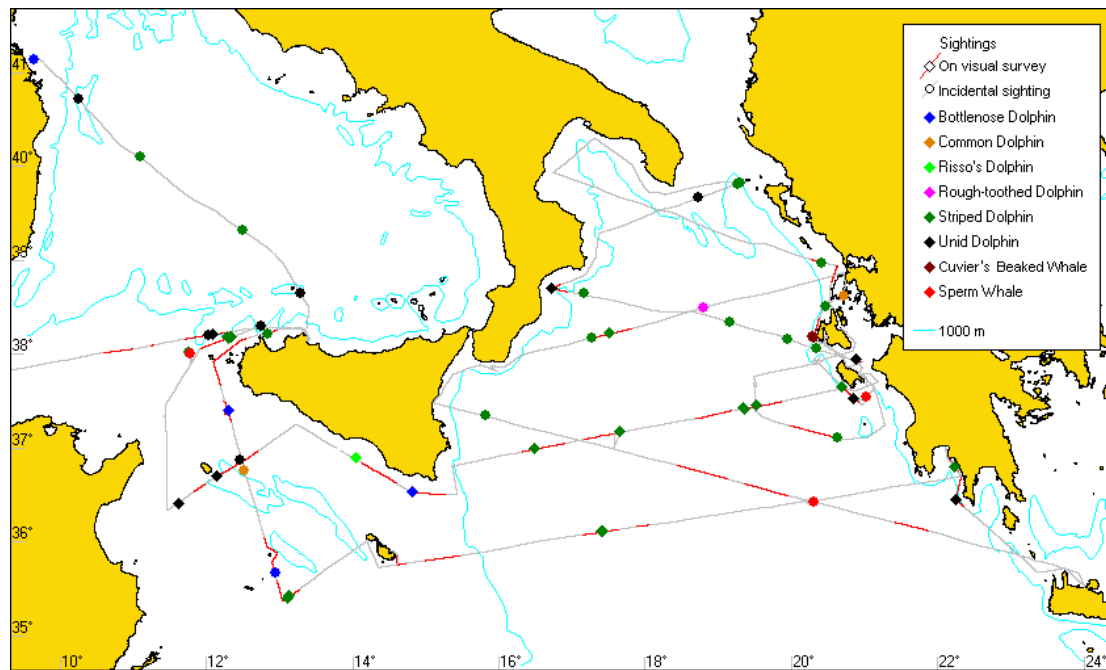 Sightings
On visual survey
Incidental sighting
Bottlenose Dolphin
Common Dolphin
Risso's Dolphin
Rough-toothed Dolphin
Striped Dolphin
Unid Dolphin
Cuvier's Beaked Whale
Sperm Whale
1000 m
41°
40°
39°
38°
37°
36°
35°
10°
12°
14°
16°
18°
20°
22°
24°